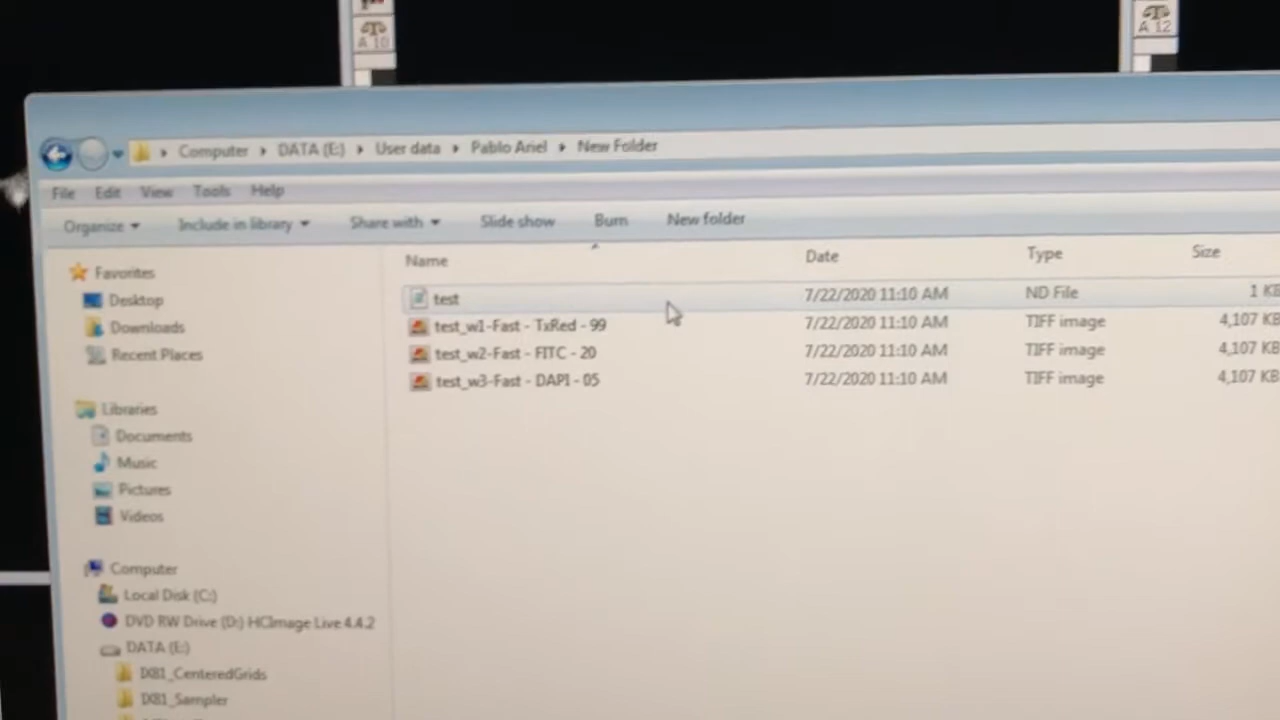 A 10
A 12
Computer DATA (E:) User data Pablo Ariel New Folder
File Edit View Tools Help
Organize Include in library Share with Slide show Burn New folder
Name Date Type Size
test 7/22/2020 11:10 AM ND File 1 KB
test_w1-Fast - TxRed - 99 7/22/2020 11:10 AM TIFF image 4,107 KB
test_w2-Fast - FITC - 20 7/22/2020 11:10 AM TIFF image 4,107 KB
test_w3-Fast - DAPI - 05 7/22/2020 11:10 AM TIFF image 4,107 KB
Favorites
Desktop
Downloads
Recent Places
Libraries
Documents
Music
Pictures
Videos
Computer
Local Disk (C:)
DVD RW Drive (D:) HCImage Live 4.4.2
DATA (E:)
IX81_CenteredGrids
IX81_Sampler